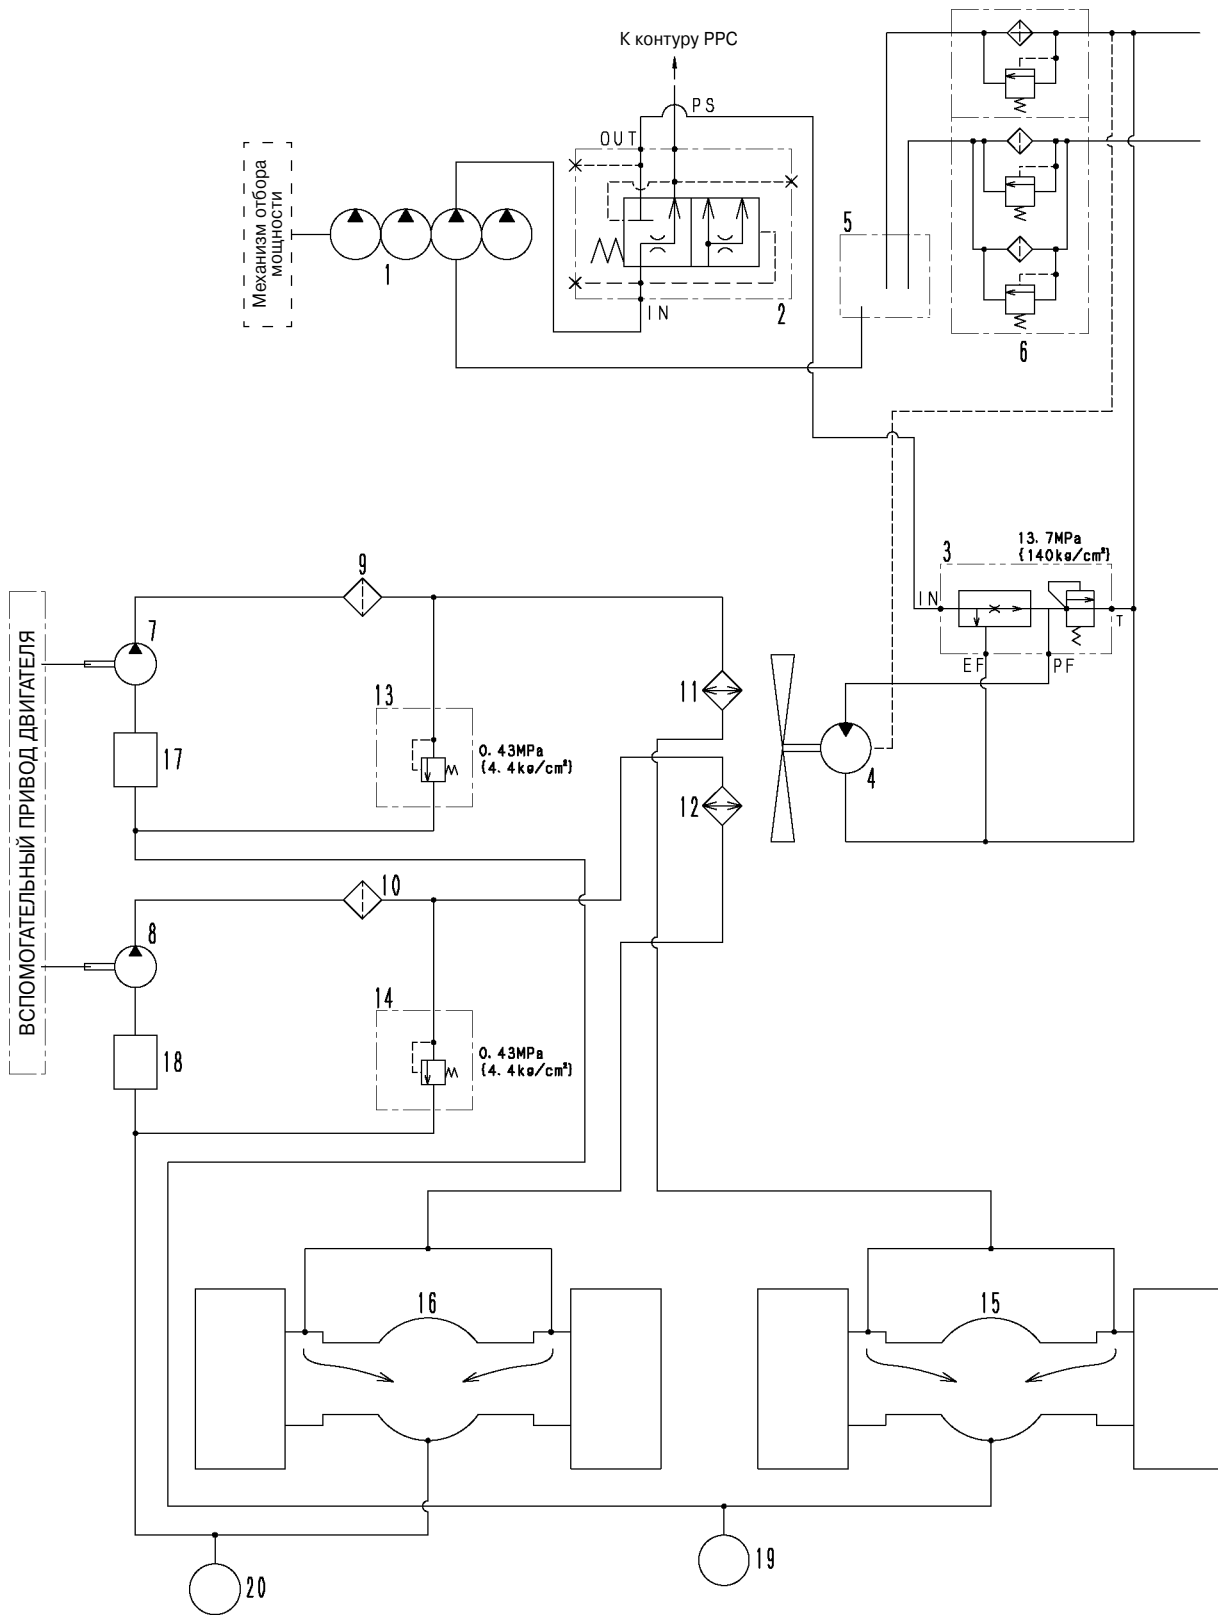 К контуру PPC
PS
OUT
Механизм отбора
мощности
1
IN
2
5
6
13.7MPa
{140kg/cm²}
3
IN
T
EF
PF
4
9
7
ВСПОМОГАТЕЛЬНЫЙ ПРИВОД ДВИГАТЕЛЯ
11
13
0.43MPa
{4.4kg/cm²}
17
12
10
8
14
0.43MPa
{4.4kg/cm²}
18
16
15
19
20